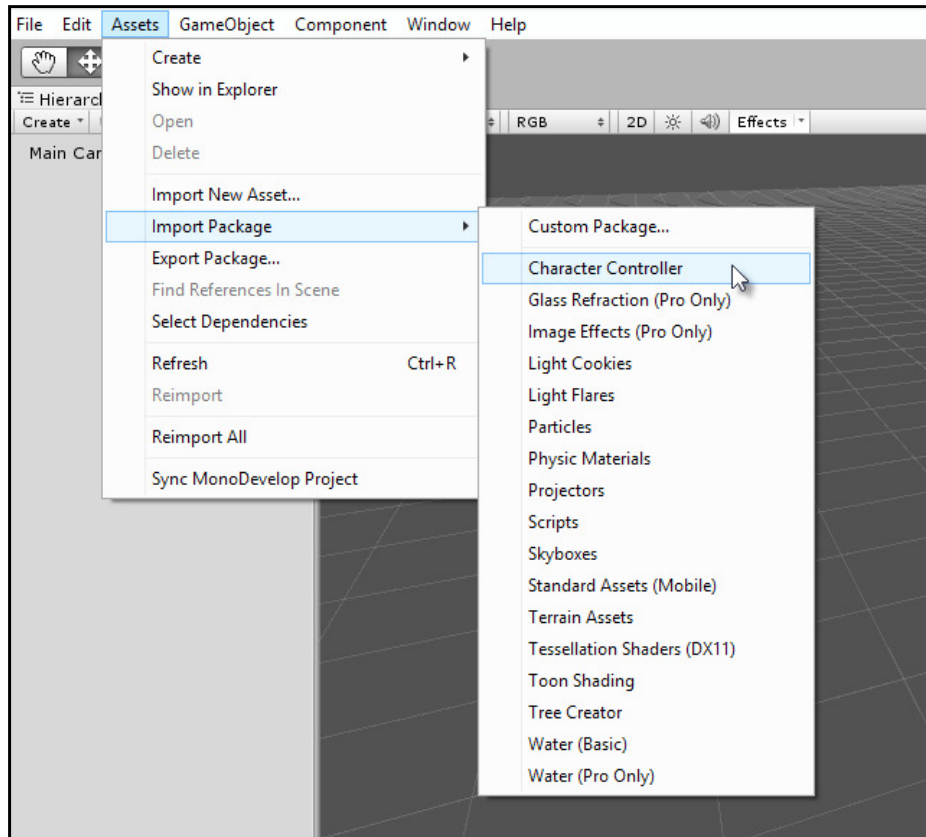 File Edit Assets GameObject Component Window Help
Create
Show in Explorer
Hierarc
Create
RGB 2D Effects
Open
Main Car
Delete
Import New Asset...
Import Package
Export Package...
Find References In Scene
Select Dependencies
Refresh Ctrl+R
Reimport
Reimport All
Sync MonoDevelop Project
Custom Package...
Character Controller
Glass Refraction (Pro Only)
Image Effects (Pro Only)
Light Cookies
Light Flares
Particles
Physic Materials
Projectors
Scripts
Skyboxes
Standard Assets (Mobile)
Terrain Assets
Tessellation Shaders (DX11)
Toon Shading
Tree Creator
Water (Basic)
Water (Pro Only)